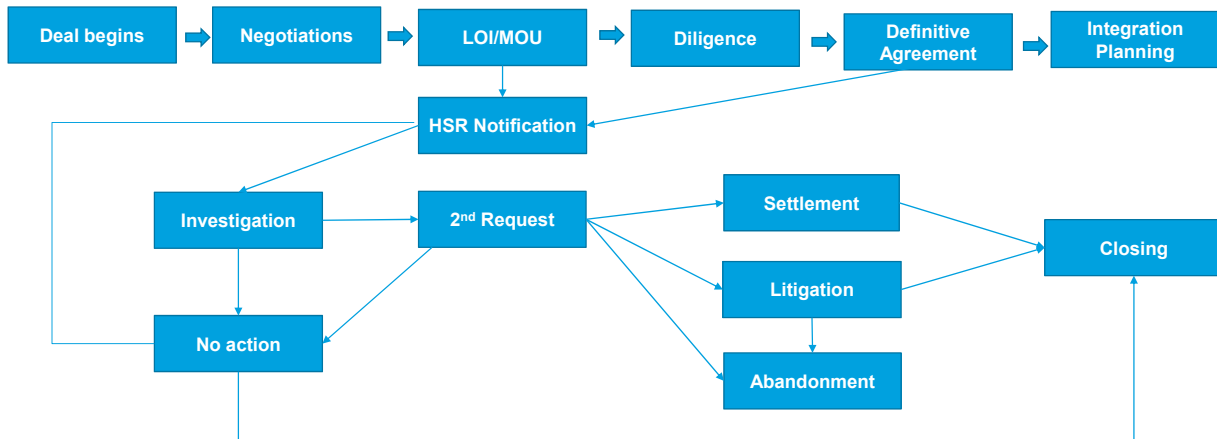 Deal begins
Negotiations
LOI/MOU
Diligence
Definitive
Agreement
Integration
Planning
HSR Notification
Investigation
2nd Request
Settlement
Closing
Litigation
No action
Abandonment